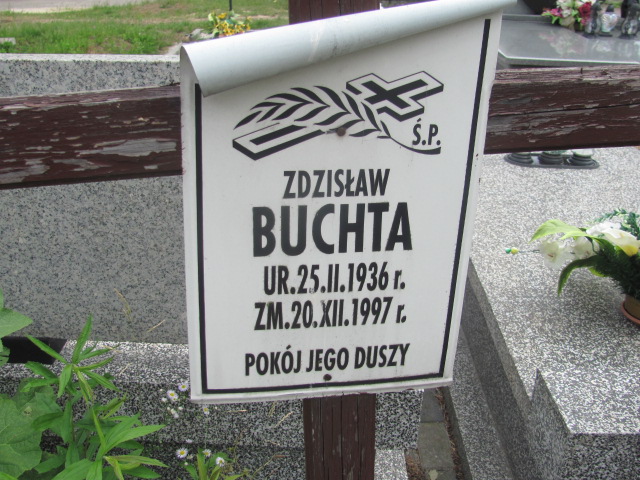 Ś.P.
ZDZISŁAW
BUCHTA
UR.25.II.1936 r.
ZM.20.XII.1997 r.
POKÓJ JEGO DUSZY